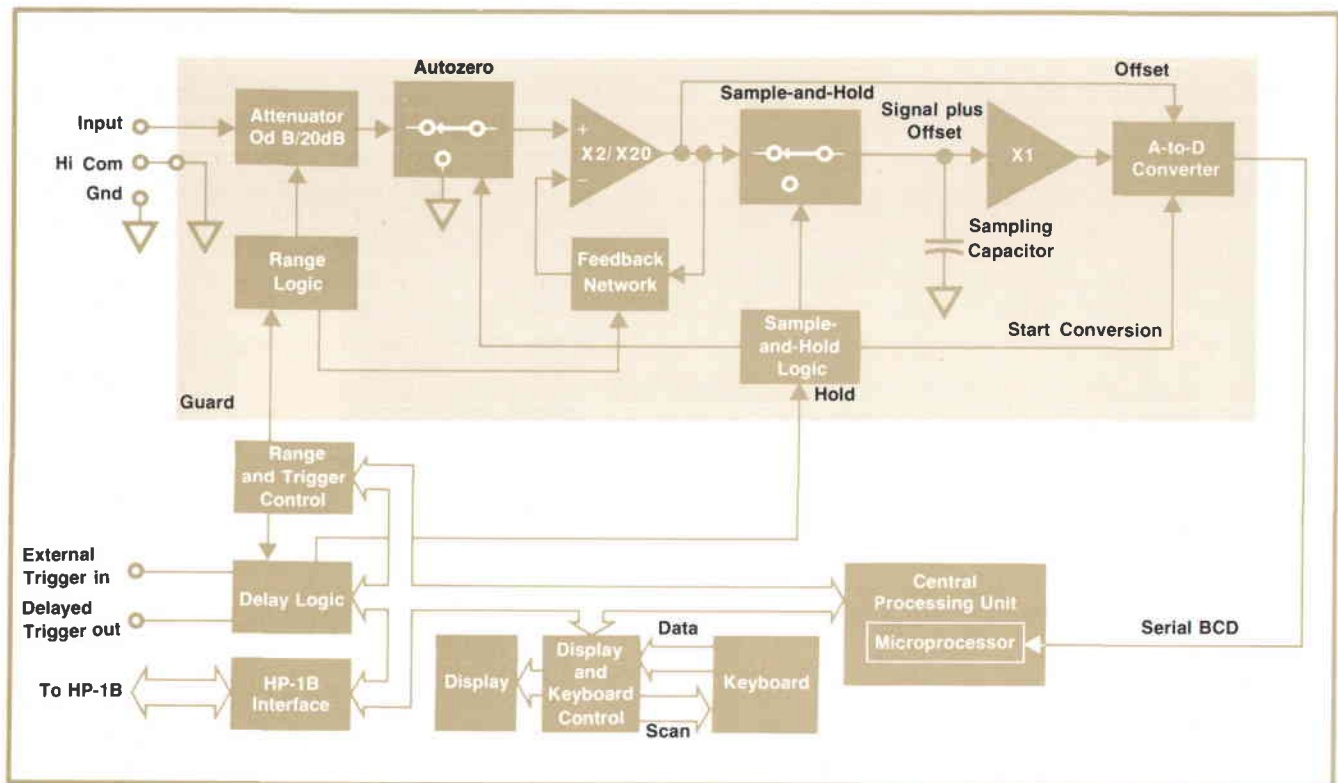 Autozero
Offset
Sample-and-Hold
Input
Attenuator
Od B/20dB
+
X2/X20
−
Signal plus
Offset
X1
A-to-D
Converter
Hi Com
Gnd
Range
Logic
Feedback
Network
Sampling
Capacitor
Sample-
and-Hold
Logic
Start Conversion
Guard
Hold
Range
and Trigger
Control
External
Trigger in
Delay Logic
Delayed
Trigger out
Central
Processing Unit
Microprocessor
Serial BCD
To HP-1B
HP-1B
Interface
Display
Display
and
Keyboard
Control
Data
Scan
Keyboard